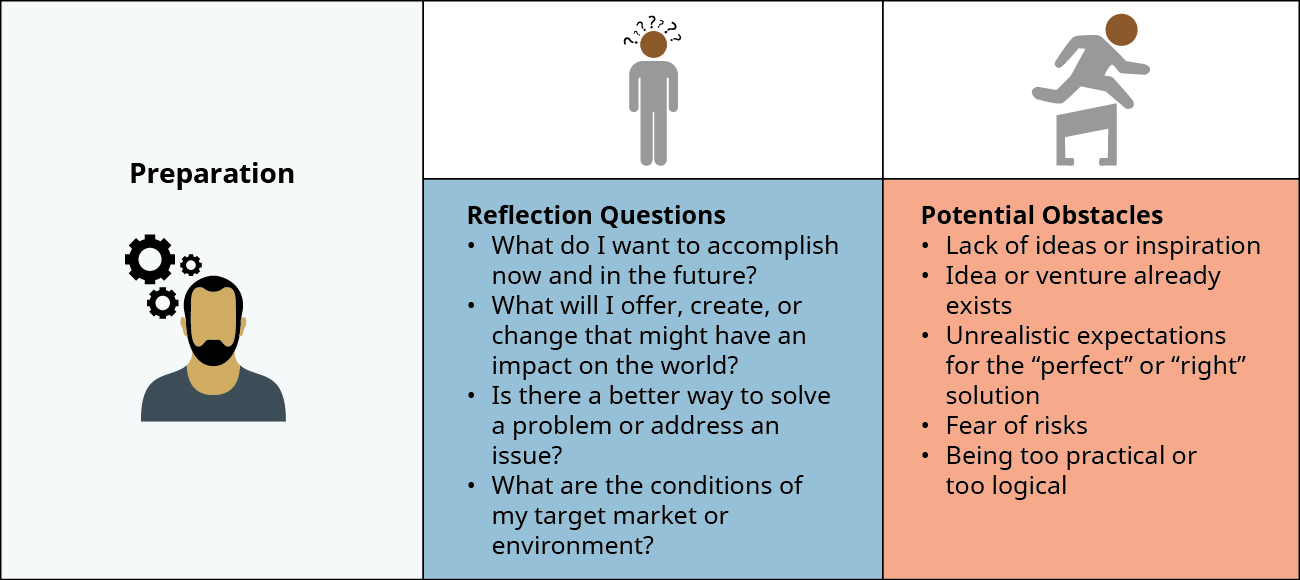 Preparation
? ? ? ? ? ? ? ?
Reflection Questions
• What do I want to accomplish
now and in the future?
• What will I offer, create, or
change that might have an
impact on the world?
• Is there a better way to solve
a problem or address an
issue?
• What are the conditions of
my target market or
environment?
Potential Obstacles
• Lack of ideas or inspiration
• Idea or venture already
exists
• Unrealistic expectations
for the “perfect” or “right”
solution
• Fear of risks
• Being too practical or
too logical